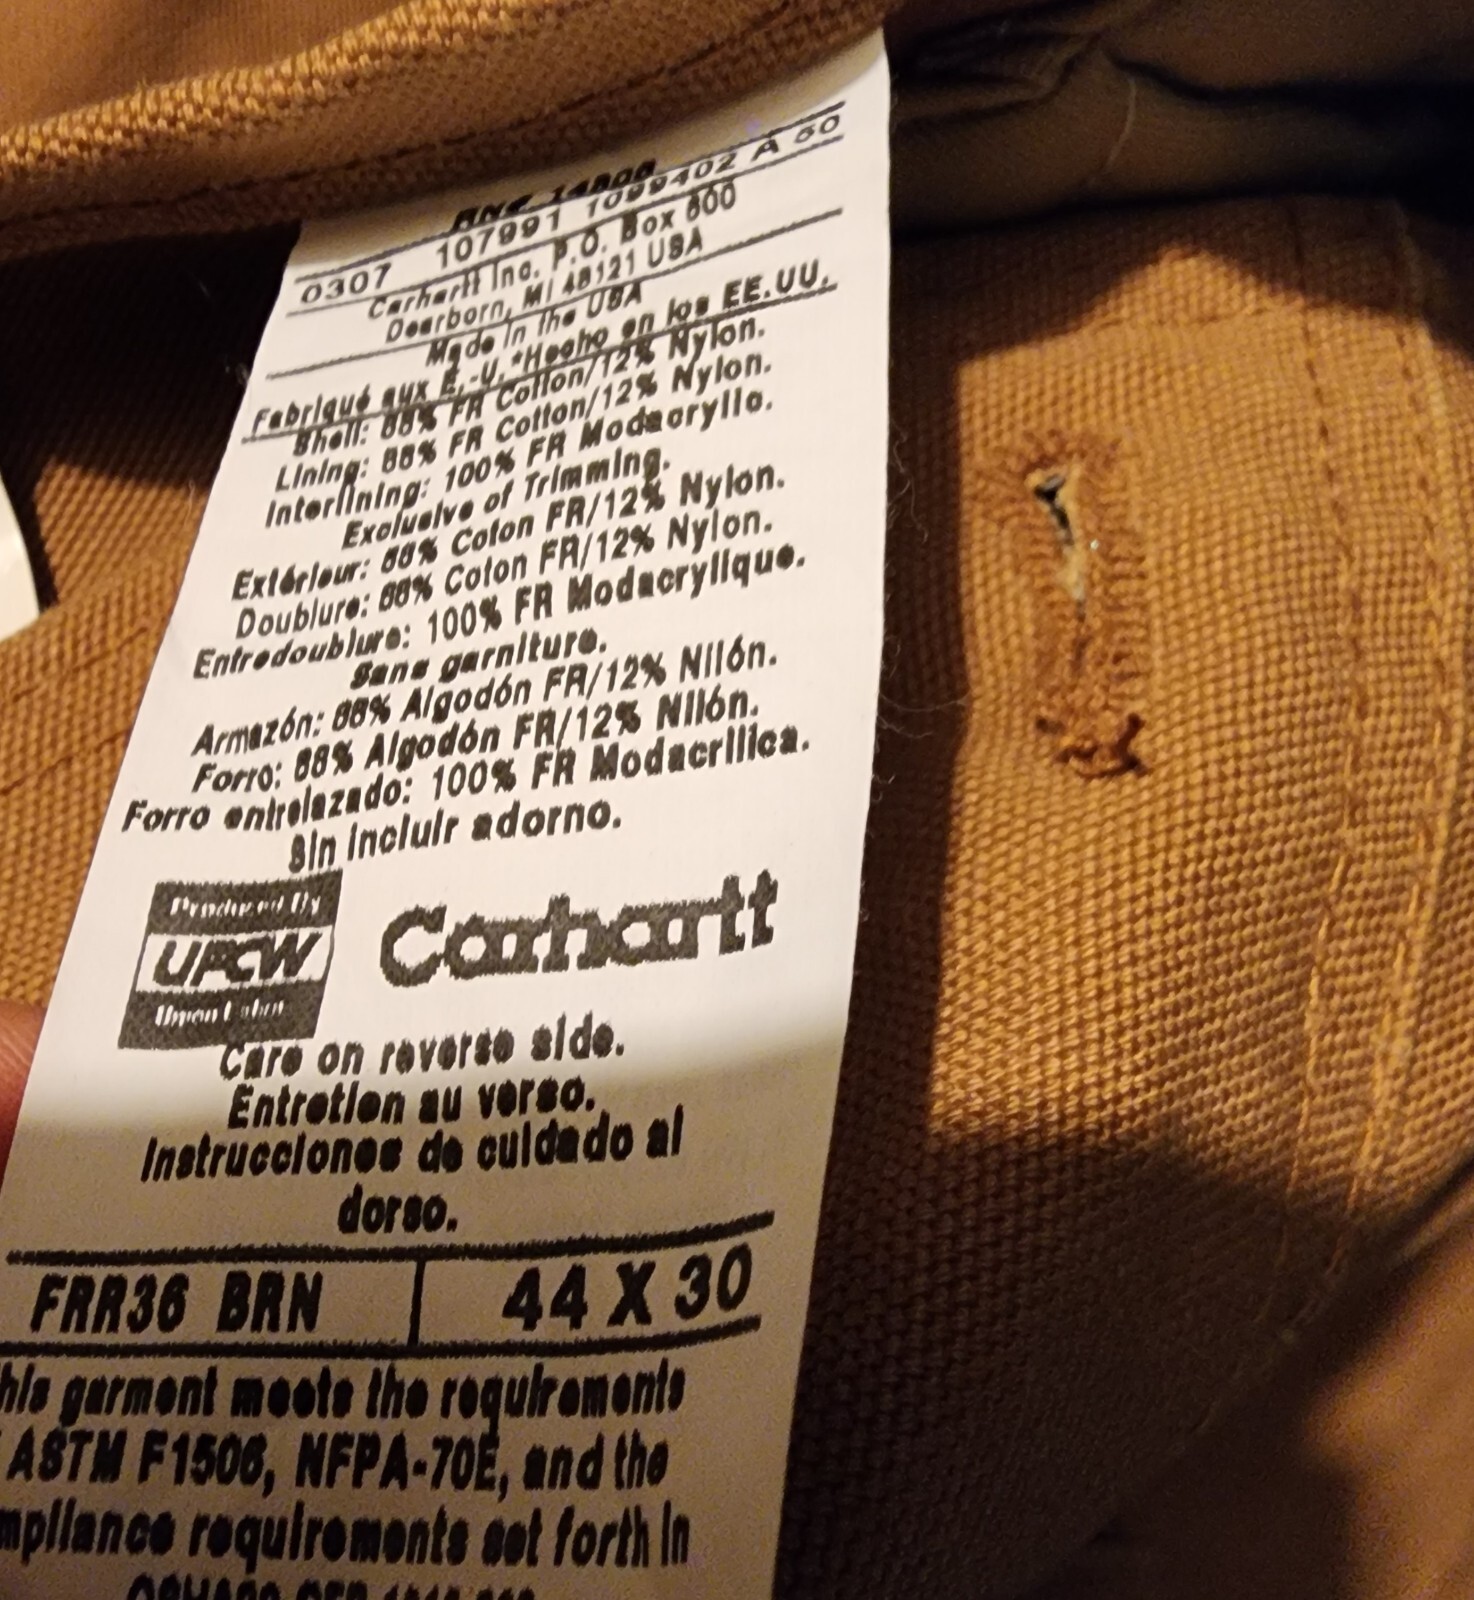 RN# 14806
0307 107991 1099402 A 60
Carhartt Inc. P.O. Box 600
Dearborn, MI 48121 USA
Made in the USA
Fabriqué aux É.-U.*Hecho en los EE.UU.
Shell: 88% FR Cotton/12% Nylon.
Lining: 88% FR Cotton/12% Nylon.
Interlining: 100% FR Modacrylic.
Exclusive of Trimming.
Extérieur: 88% Coton FR/12% Nylon.
Doublure: 88% Coton FR/12% Nylon.
Entredoublure: 100% FR Modacrylique.
Sans garniture.
Armazón: 88% Algodón FR/12% Nilón.
Forro: 88% Algodón FR/12% Nilón.
Forro entrelazado: 100% FR Modacrilica.
Sin incluir adorno.
Produced By
UFCW
Union Labor
Carhartt
Care on reverse side.
Entretien au verso.
Instrucciones de cuidado al
dorso.
FRR36 BRN 44 X 30
his garment meets the requirements
ASTM F1506, NFPA-70E, and the
mpliance requirements set forth in